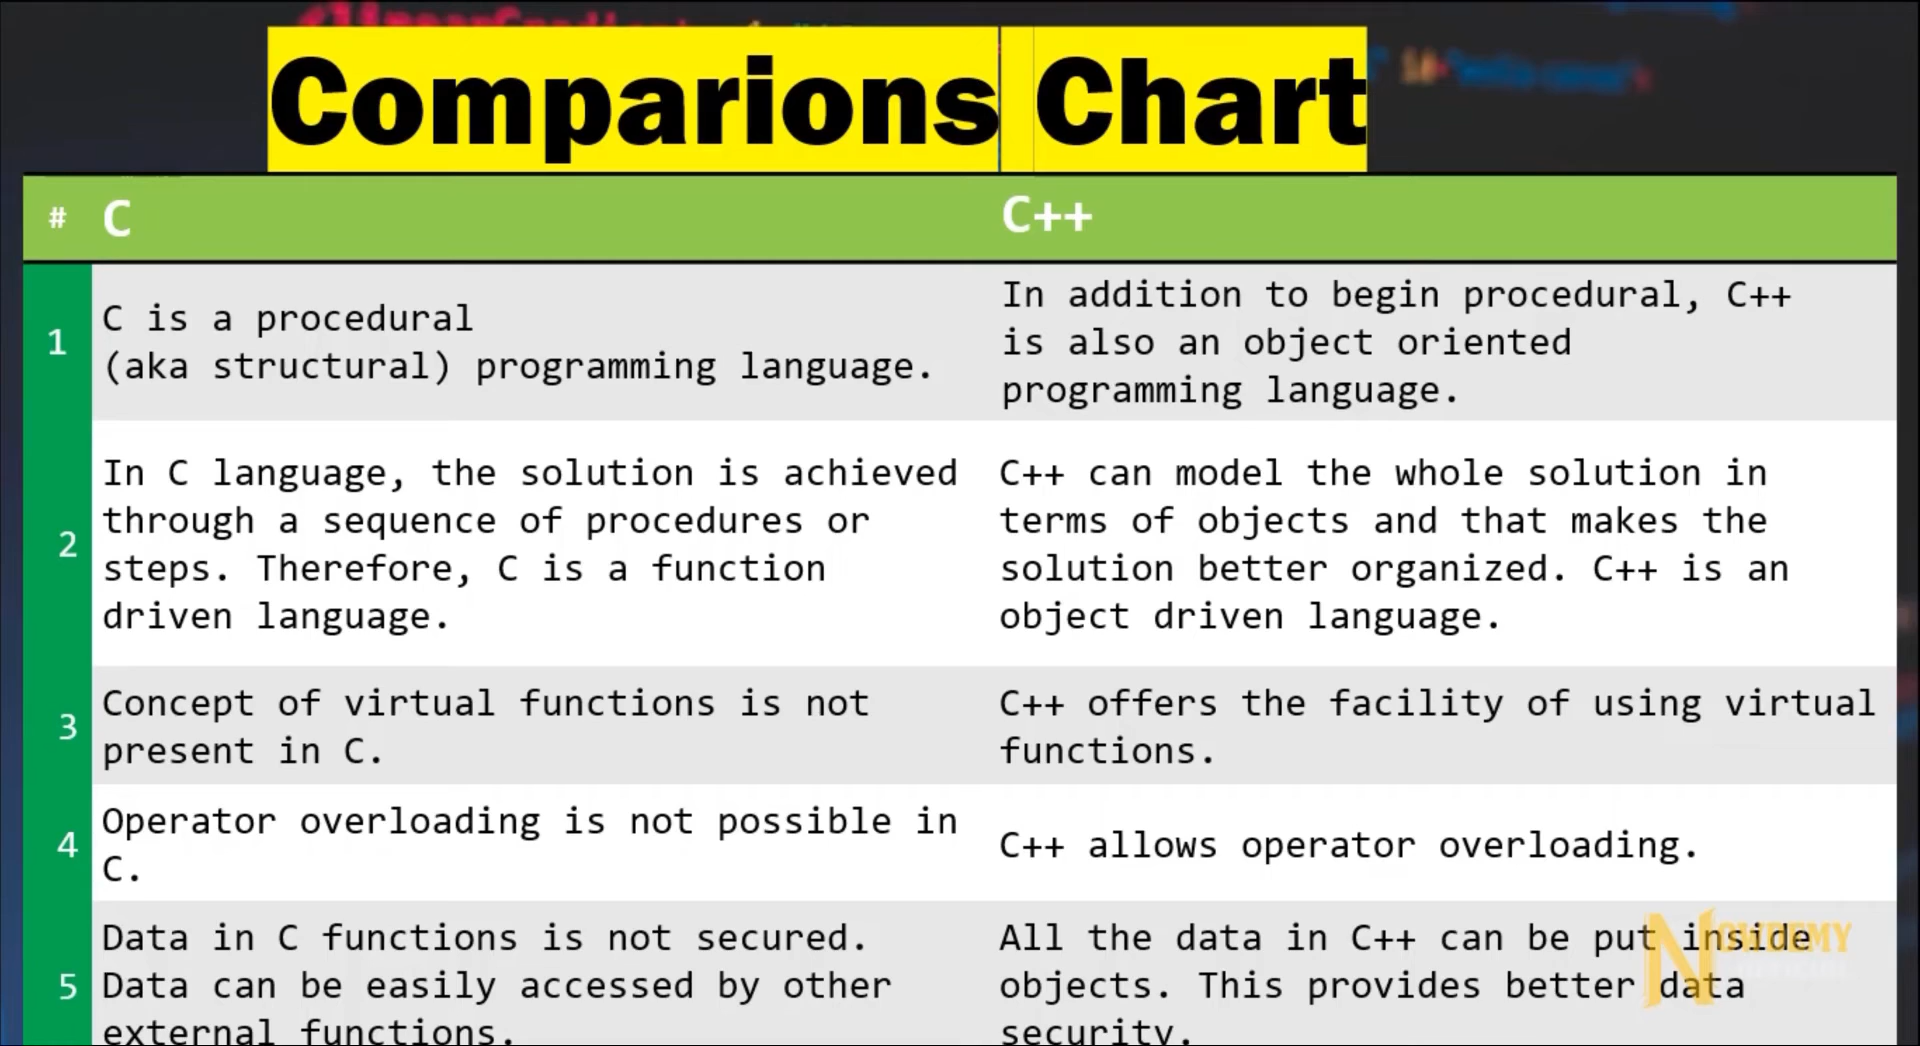 Comparions Chart
# C C++
1
C is a procedural
(aka structural) programming language.
In addition to begin procedural, C++
is also an object oriented
programming language.
2
In C language, the solution is achieved
through a sequence of procedures or
steps. Therefore, C is a function
driven language.
C++ can model the whole solution in
terms of objects and that makes the
solution better organized. C++ is an
object driven language.
3
Concept of virtual functions is not
present in C.
C++ offers the facility of using virtual
functions.
4
Operator overloading is not possible in
C.
C++ allows operator overloading.
5
Data in C functions is not secured.
Data can be easily accessed by other
external functions.
All the data in C++ can be put inside
objects. This provides better data
security.